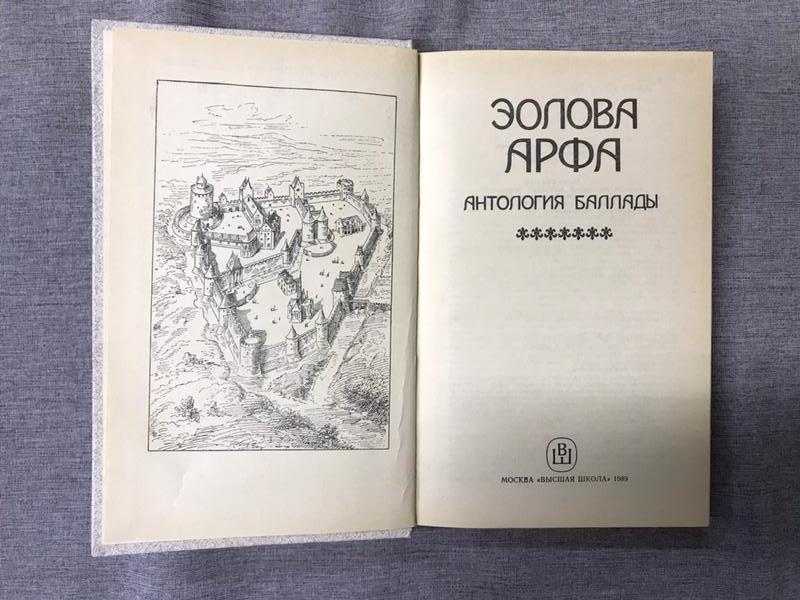 ЭОЛОВА
АРФА
АНТОЛОГИЯ БАЛЛАДЫ
В
Ш
МОСКВА «ВЫСШАЯ ШКОЛА» 1989